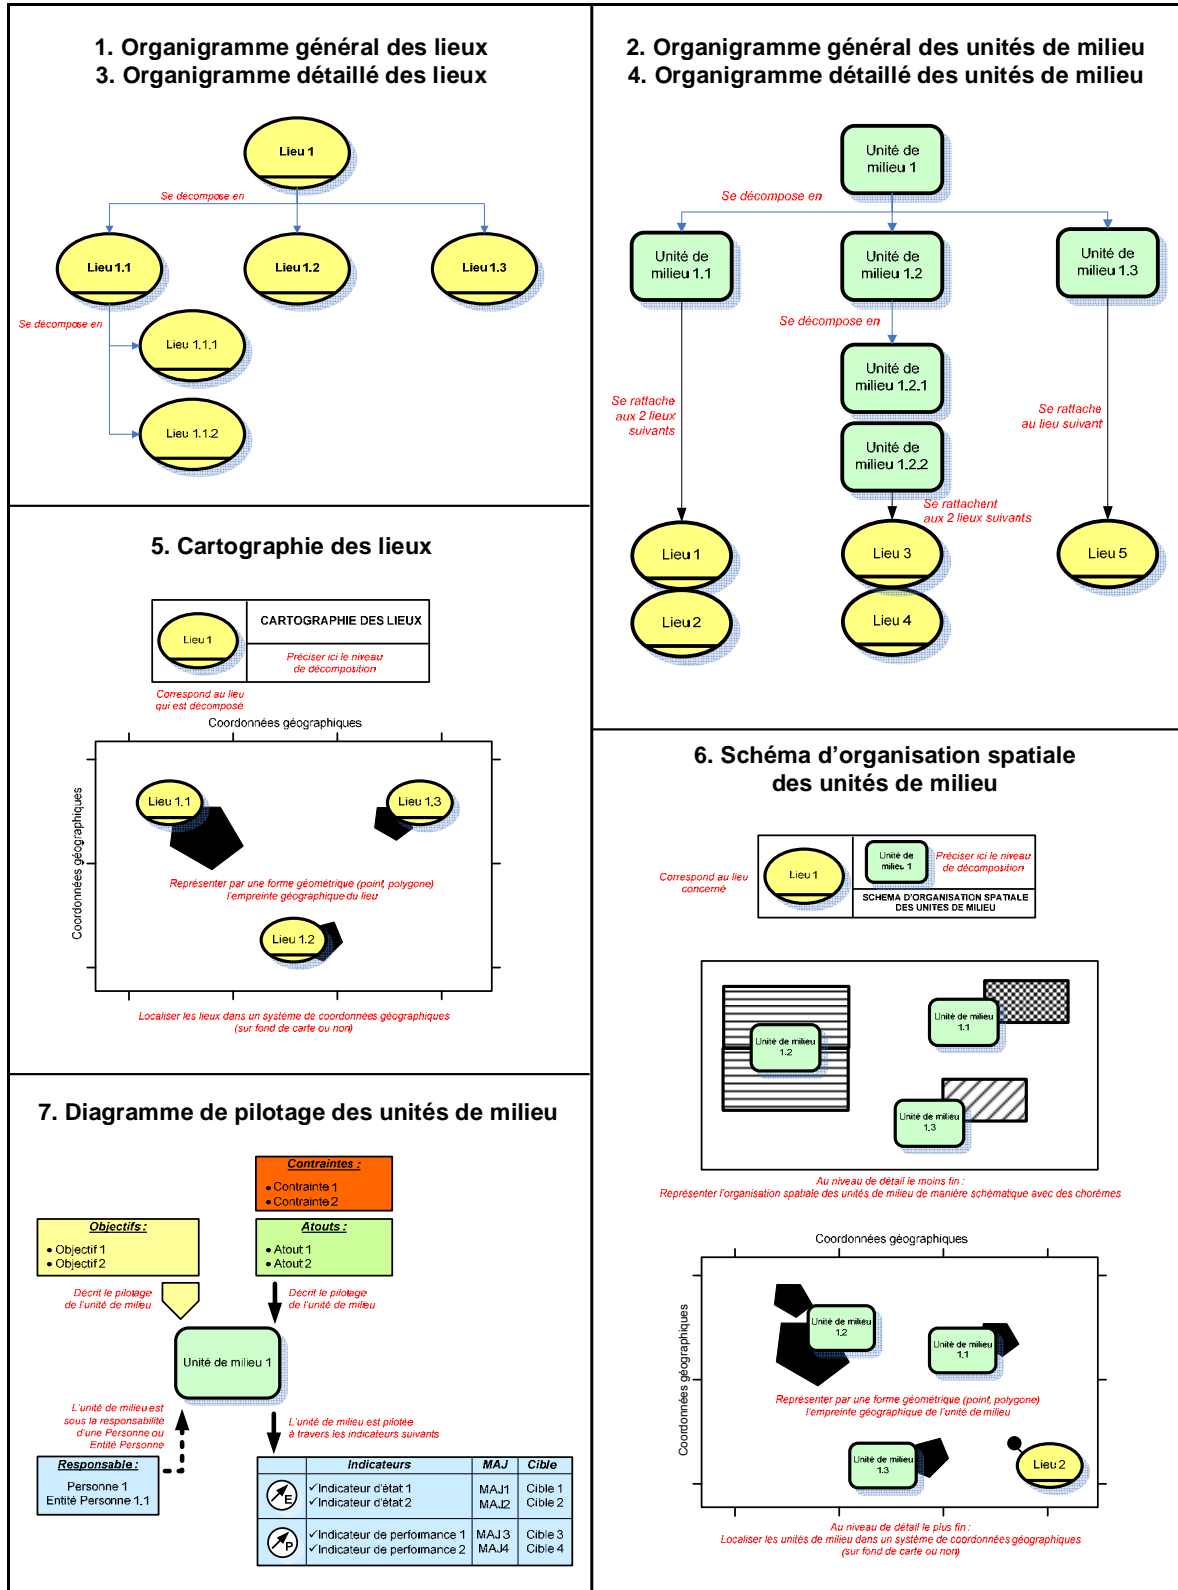 1. Organigramme général des lieux
3. Organigramme détaillé des lieux
Lieu 1
Se décompose en
Lieu 1.1
Lieu 1.2
Lieu 1.3
Se décompose en
Lieu 1.1.1
Lieu 1.1.2
2. Organigramme général des unités de milieu
4. Organigramme détaillé des unités de milieu
Unité de
milieu 1
Se décompose en
Unité de
milieu 1.1
Unité de
milieu 1.2
Unité de
milieu 1.3
Se décompose en
Unité de
milieu 1.2.1
Se rattache
aux 2 lieux
suivants
Se rattache
au lieu suivant
Unité de
milieu 1.2.2
Se rattachent
aux 2 lieux suivants
Lieu 1
Lieu 3
Lieu 5
Lieu 2
Lieu 4
5. Cartographie des lieux
Lieu 1
CARTOGRAPHIE DES LIEUX
Préciser ici le niveau
de décomposition
Correspond au lieu
qui est décomposé
Coordonnées géographiques
Coordonnées géographiques
Lieu 1.1
Lieu 1.3
Représenter par une forme géométrique (point, polygone)
l'empreinte géographique du lieu
Lieu 1.2
Localiser les lieux dans un système de coordonnées géographiques
(sur fond de carte ou non)
6. Schéma d'organisation spatiale
des unités de milieu
Correspond au lieu
concerné
Lieu 1
Unité de
milieu 1
Préciser ici le niveau
de décomposition
SCHEMA D'ORGANISATION SPATIALE
DES UNITES DE MILIEU
Unité de milieu
1.2
Unité de milieu
1.1
Unité de milieu
1.3
Au niveau de détail le moins fin :
Représenter l'organisation spatiale des unités de milieu de manière schématique avec des chorèmes
Coordonnées géographiques
Coordonnées géographiques
Unité de milieu
1.2
Unité de milieu
1.1
Représenter par une forme géométrique (point, polygone)
l'empreinte géographique de l'unité de milieu
Unité de milieu
1.3
Lieu 2
Au niveau de détail le plus fin :
Localiser les unités de milieu dans un système de coordonnées géographiques
(sur fond de carte ou non)
7. Diagramme de pilotage des unités de milieu
Contraintes :
• Contrainte 1
• Contrainte 2
Objectifs :
• Objectif 1
• Objectif 2
Atouts :
• Atout 1
• Atout 2
Décrit le pilotage
de l'unité de milieu
Décrit le pilotage
de l'unité de milieu
Unité de milieu 1
L'unité de milieu est
sous la responsabilité
d'une Personne ou
Entité Personne
L'unité de milieu est pilotée
à travers les indicateurs suivants
Responsable :
Personne 1
Entité Personne 1.1
Indicateurs MAJ Cible
E ✓Indicateur d'état 1 MAJ1 Cible 1
✓Indicateur d'état 2 MAJ2 Cible 2
P ✓Indicateur de performance 1 MAJ3 Cible 3
✓Indicateur de performance 2 MAJ4 Cible 4